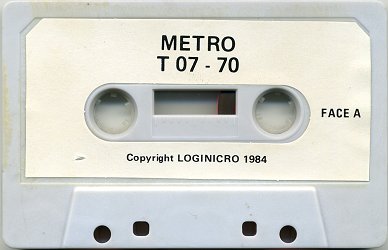 METRO
T 07 - 70
FACE A
Copyright LOGINICRO 1984